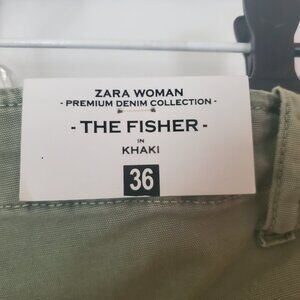 ZARA WOMAN
- PREMIUM DENIM COLLECTION -
- THE FISHER -
IN
KHAKI
36